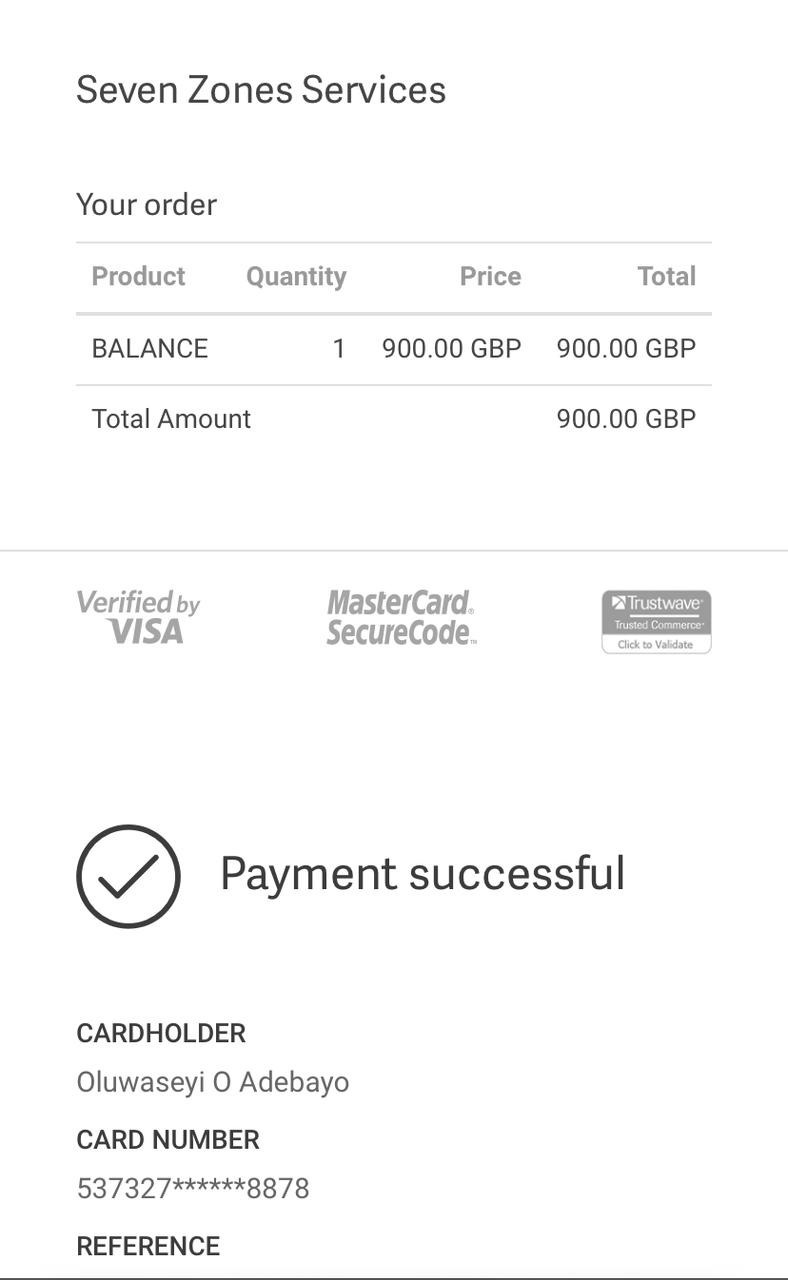 Seven Zones Services
Your order
Product Quantity Price Total
BALANCE 1 900.00 GBP 900.00 GBP
Total Amount 900.00 GBP
Verified by
VISA
MasterCard®
SecureCode™
Trustwave®
Trusted Commerce™
Click to Validate
Payment successful
CARDHOLDER
Oluwaseyi O Adebayo
CARD NUMBER
537327******8878
REFERENCE